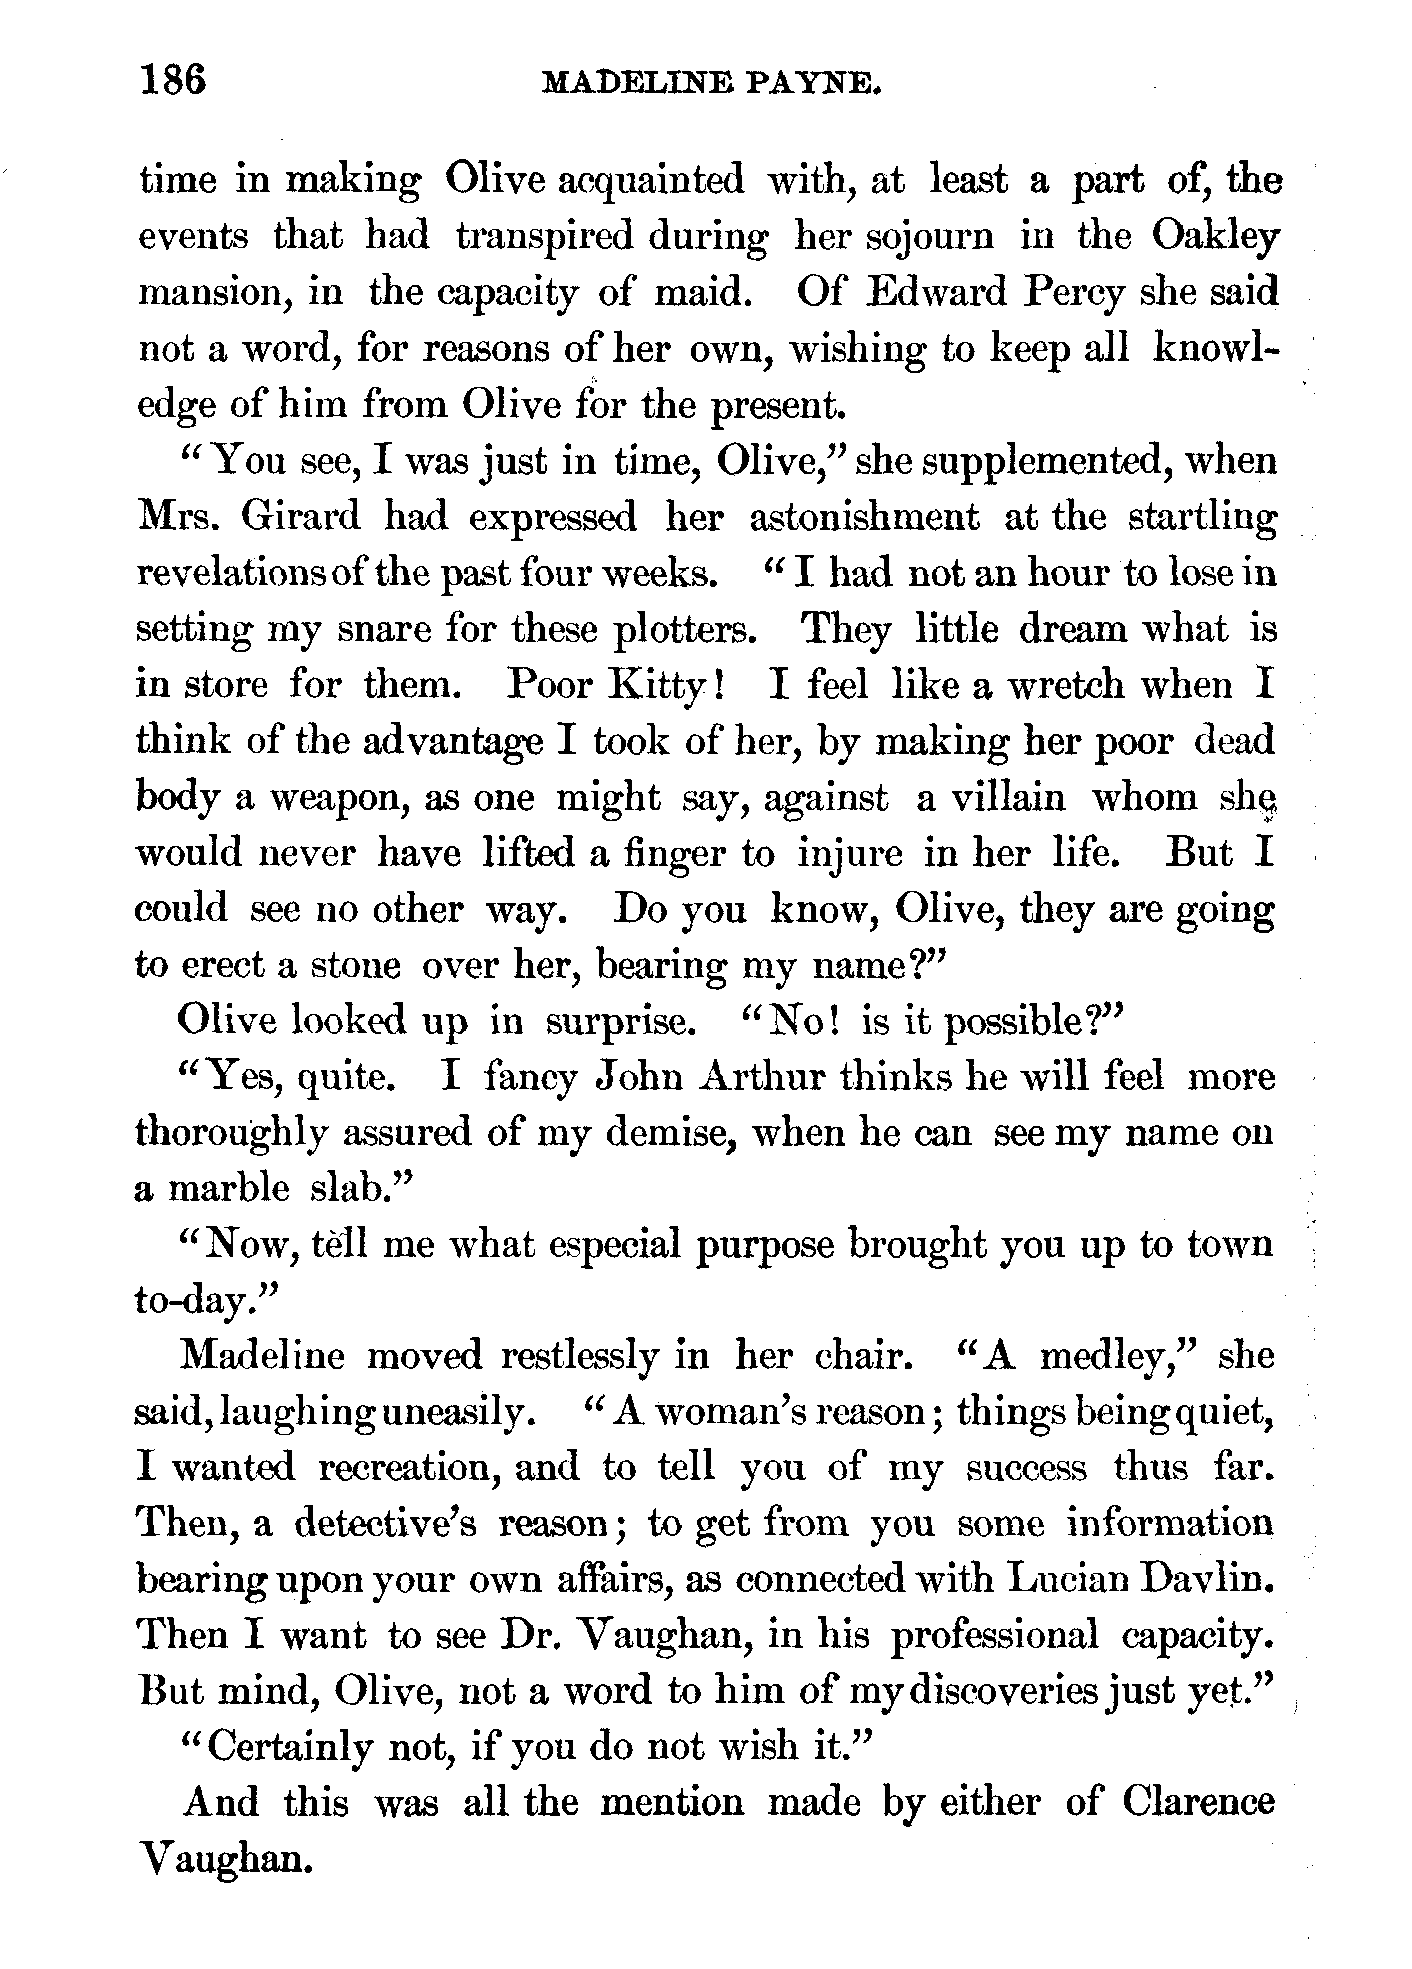 186 MADELINE PAYNE.
time in making Olive acquainted with, at least a part of, the
events that had transpired during her sojourn in the Oakley
mansion, in the capacity of maid. Of Edward Percy she said
not a word, for reasons of her own, wishing to keep all knowl-
edge of him from Olive for the present.
"You see, I was just in time, Olive," she supplemented, when
Mrs. Girard had expressed her astonishment at the startling
revelations of the past four weeks. "I had not an hour to lose in
setting my snare for these plotters. They little dream what is
in store for them. Poor Kitty! I feel like a wretch when I
think of the advantage I took of her, by making her poor dead
body a weapon, as one might say, against a villain whom she
would never have lifted a finger to injure in her life. But I
could see no other way. Do you know, Olive, they are going
to erect a stone over her, bearing my name?"
Olive looked up in surprise. "No! is it possible?"
"Yes, quite. I fancy John Arthur thinks he will feel more
thoroughly assured of my demise, when he can see my name on
a marble slab."
"Now, tell me what especial purpose brought you up to town
to-day."
Madeline moved restlessly in her chair. "A medley," she
said, laughing uneasily. "A woman's reason; things being quiet,
I wanted recreation, and to tell you of my success thus far.
Then, a detective's reason; to get from you some information
bearing upon your own affairs, as connected with Lucian Davlin.
Then I want to see Dr. Vaughan, in his professional capacity.
But mind, Olive, not a word to him of my discoveries just yet."
"Certainly not, if you do not wish it."
And this was all the mention made by either of Clarence
Vaughan.